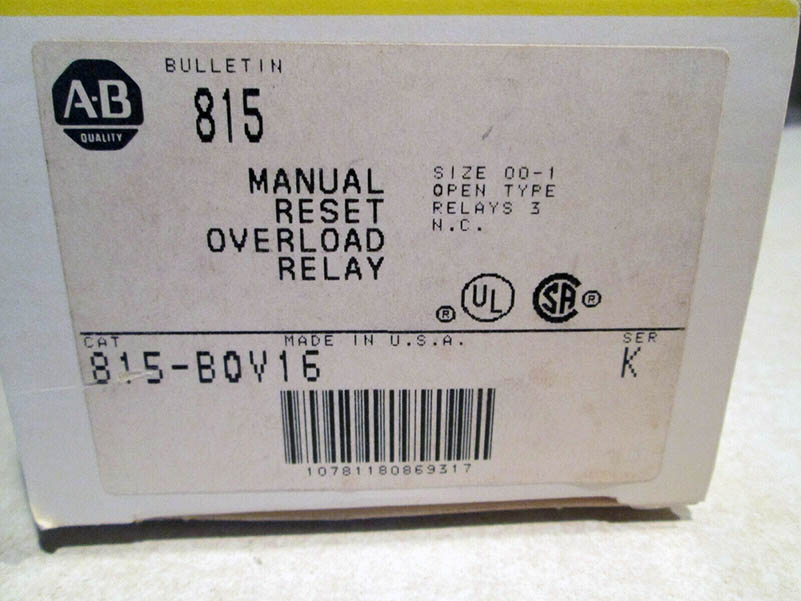 A-B
QUALITY
BULLETIN
815
MANUAL
RESET
OVERLOAD
RELAY
SIZE 00-1
OPEN TYPE
RELAYS 3
N.C.
® UL SA ®
CAT
MADE IN U.S.A.
SER
815-BOV16
K
10781180869317